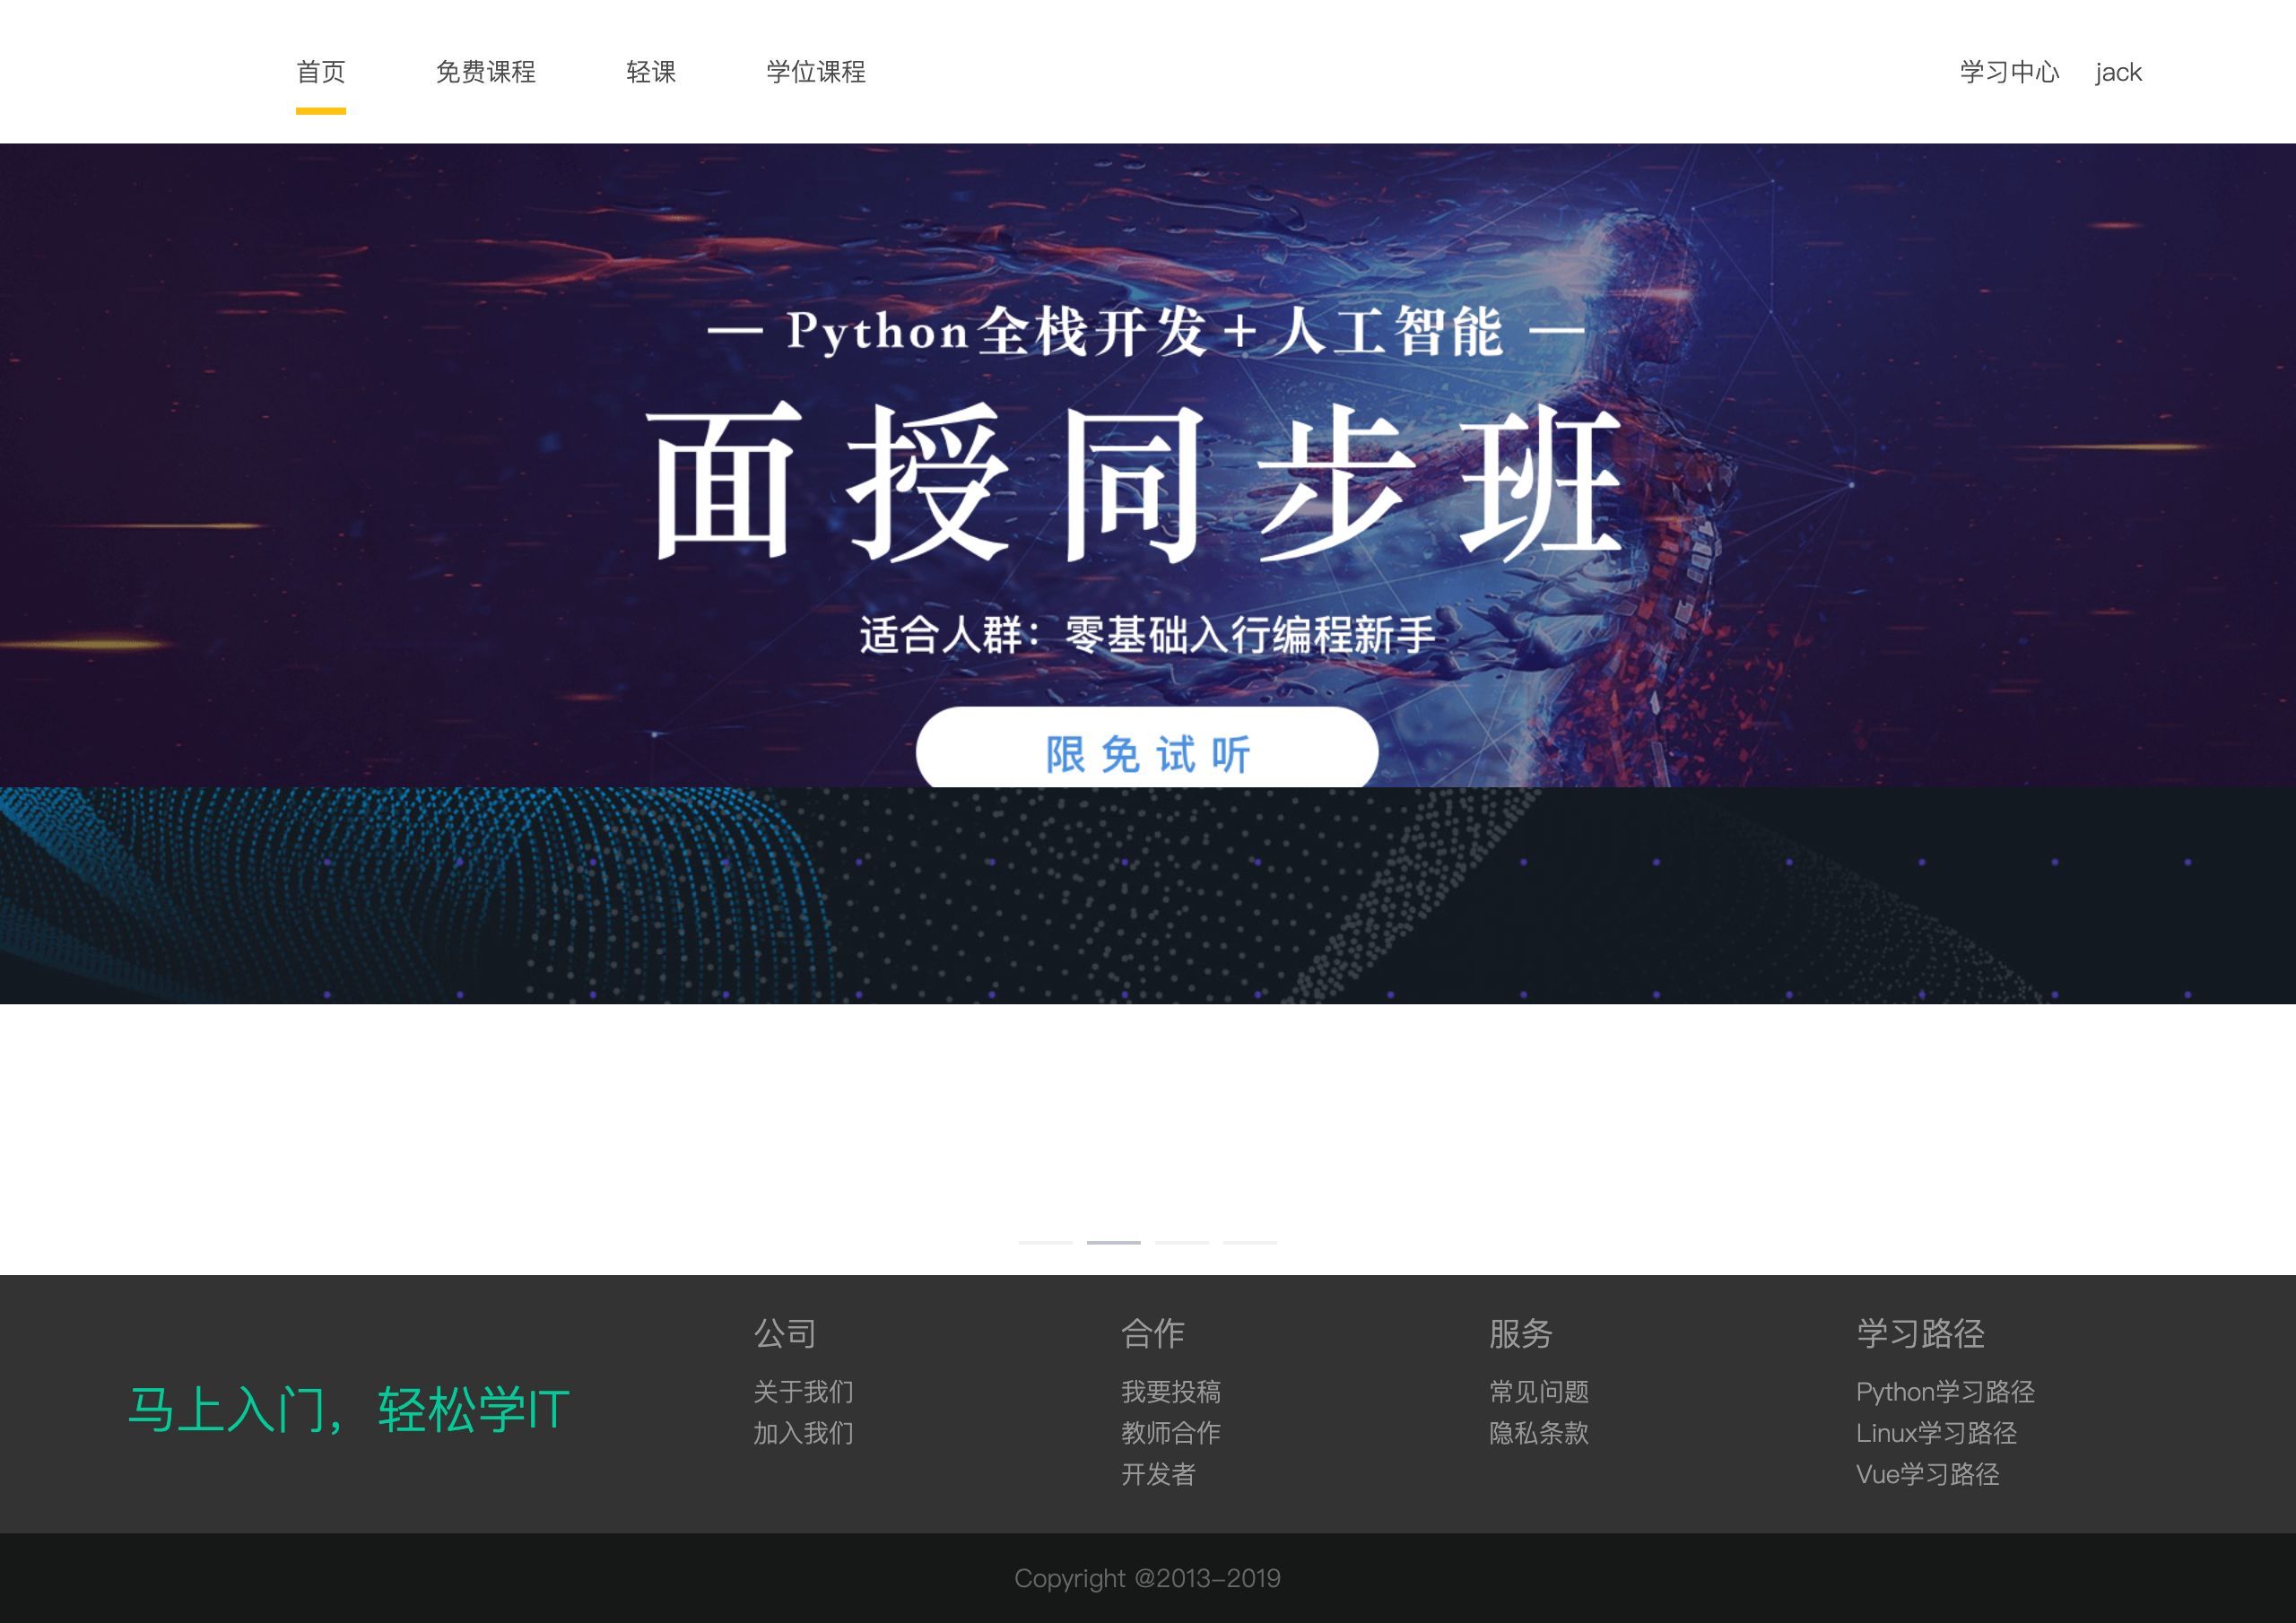 首页 免费课程 轻课 学位课程 学习中心 jack
— Python全栈开发+人工智能 —
面授同步班
适合人群：零基础入行编程新手
限免试听
马上入门，轻松学IT
公司
关于我们
加入我们
合作
我要投稿
教师合作
开发者
服务
常见问题
隐私条款
学习路径
Python学习路径
Linux学习路径
Vue学习路径
Copyright @2013-2019